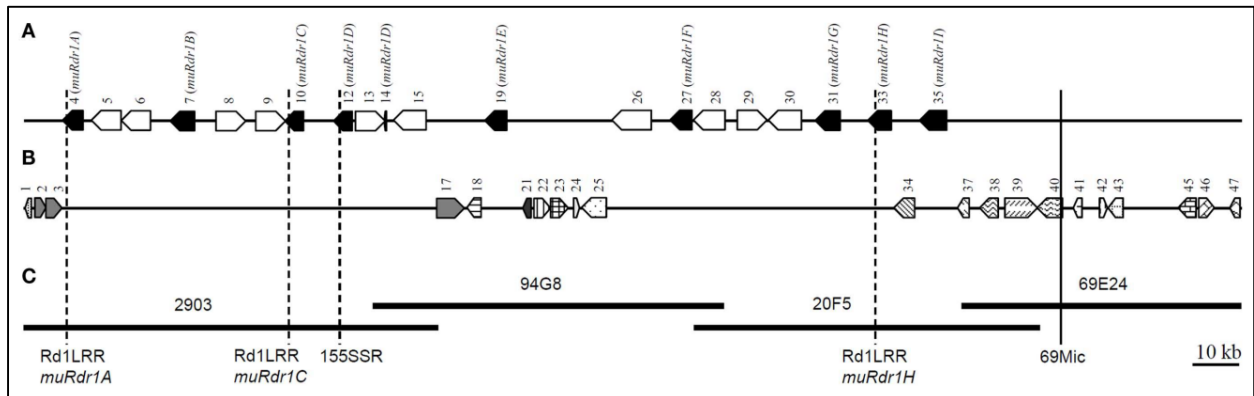 A
4 (muRdr1A)
5
6
7 (muRdr1B)
8
9
10 (muRdr1C)
12 (muRdr1D)
13
14 (muRdr1D)
15
19 (muRdr1E)
26
27 (muRdr1F)
28
29
30
31 (muRdr1G)
33 (muRdr1H)
35 (muRdr1I)
B
1
2
3
17
18
21
22
23
24
25
34
37
38
39
40
41
42
43
45
46
47
C
94G8
69E24
2903
20F5
Rd1LRR
muRdr1A
Rd1LRR
muRdr1C
155SSR
Rd1LRR
muRdr1H
69Mic
10 kb